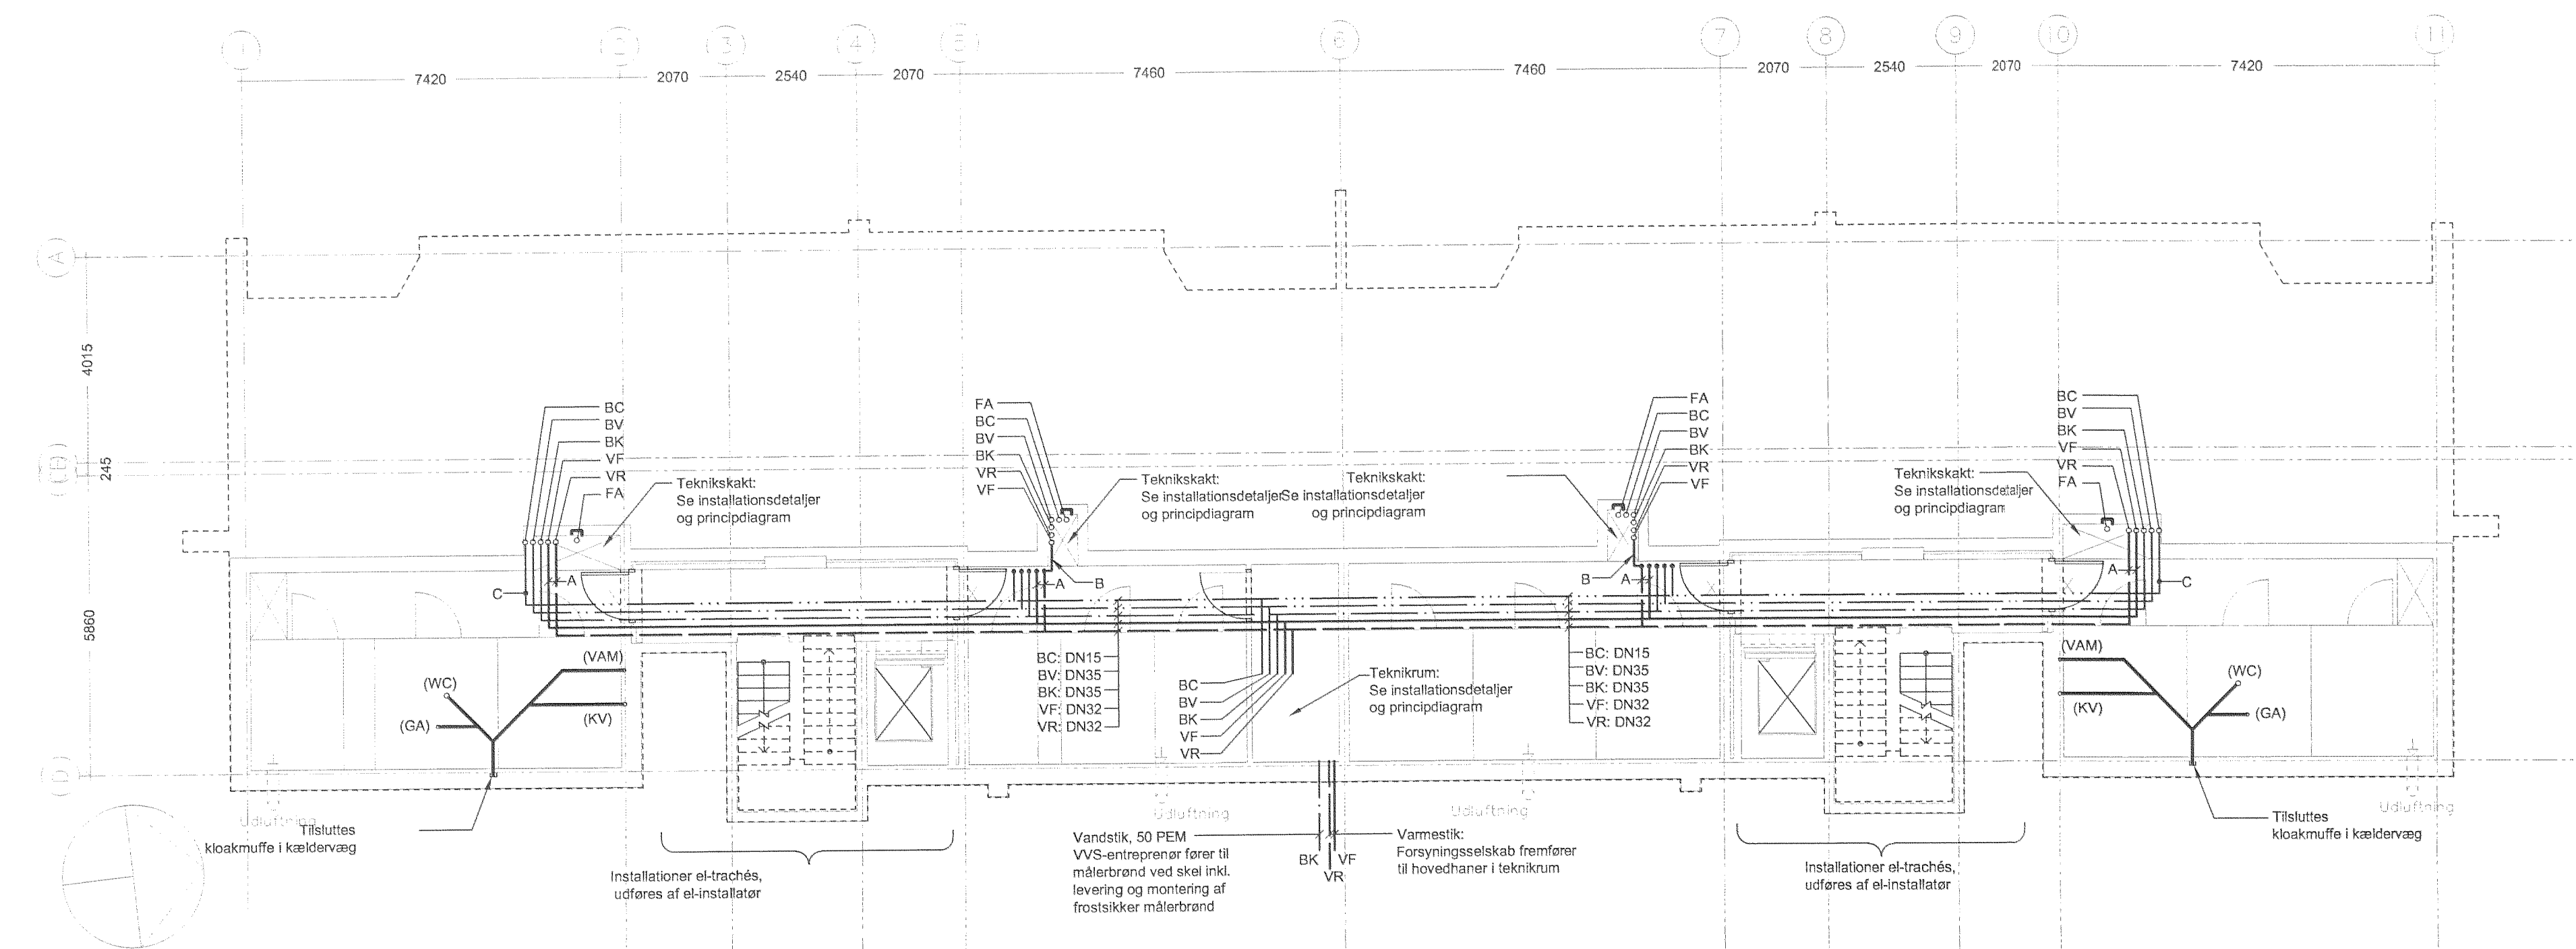 1 2 3 4 5 6 7 8 9 10 11
7420 2070 2540 2070 7460 7460 2070 2540 2070 7420
A
4015
245
5860
D
BC
BV
BK
VF
VR
FA
Teknikskakt:
Se installationsdetaljer
og principdiagram
FA
BC
BV
BK
VR
VF
Teknikskakt:
Se installationsdetaljer
og principdiagram
Teknikskakt:
Se installationsdetaljer
og principdiagram
FA
BC
BV
BK
VR
VF
Teknikskakt:
Se installationsdetaljer
og principdiagram
BC
BV
BK
VF
VR
FA
C
A
A
B
B
A
A
C
(VAM)
(WC)
(GA)
(KV)
BC: DN15
BV: DN35
BK: DN35
VF: DN32
VR: DN32
BC
BV
BK
VF
VR
Teknikrum:
Se installationsdetaljer
og principdiagram
BC: DN15
BV: DN35
BK: DN35
VF: DN32
VR: DN32
(VAM)
(WC)
(KV)
(GA)
Udluftning
Tilsluttes
kloakmuffe i kældervæg
Installationer el-trachés,
udføres af el-installatør
Udluftning
Vandstik, 50 PEM
VVS-entreprenør fører til
målerbrønd ved skel inkl.
levering og montering af
frostsikker målerbrønd
BK
VF
VR
Varmestik:
Forsyningsselskab fremfører
til hovedhaner i teknikrum
Udluftning
Installationer el-trachés,
udføres af el-installatør
Udluftning
Tilsluttes
kloakmuffe i kældervæg